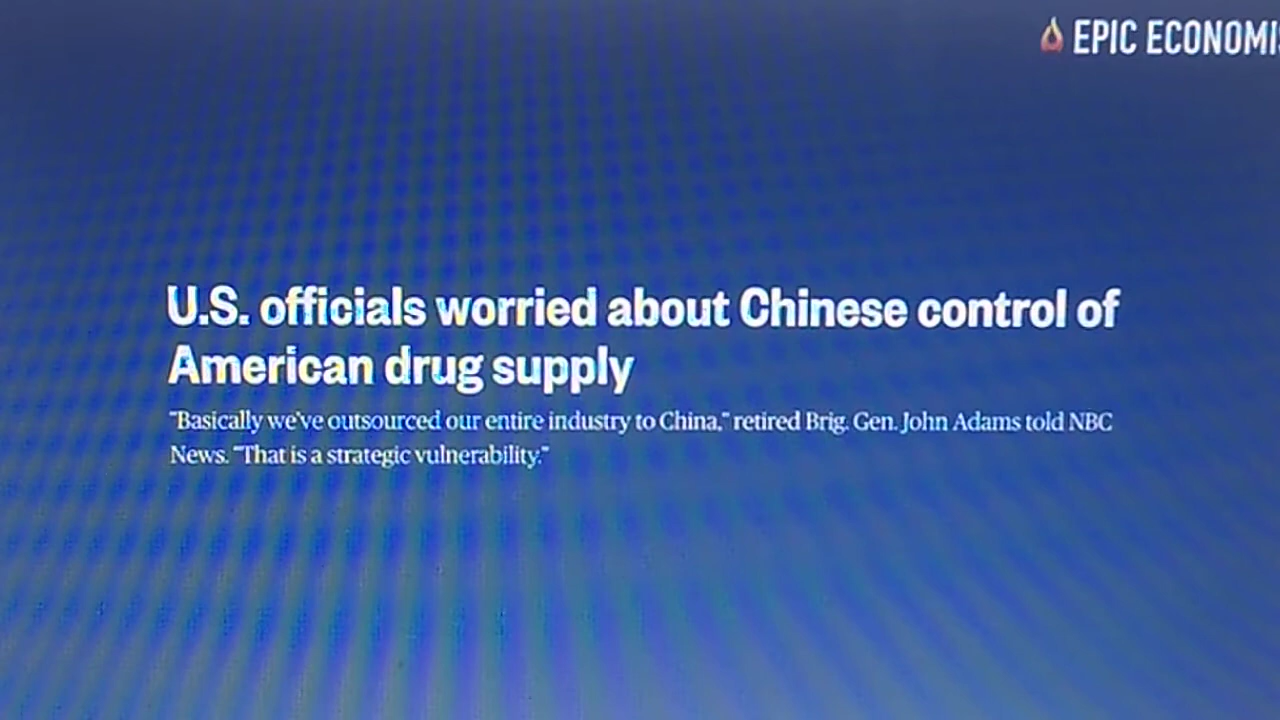 EPIC ECONOMIS
U.S. officials worried about Chinese control of
American drug supply
"Basically we've outsourced our entire industry to China," retired Brig. Gen. John Adams told NBC
News. "That is a strategic vulnerability."